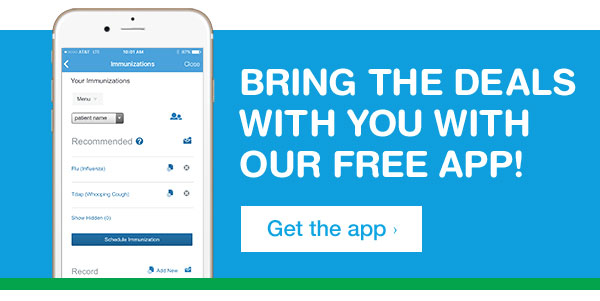 AT&T LTE 10:01 AM 87%
Immunizations Close
Your Immunizations
Menu
patient name
Recommended ?
Flu (Influenza)
Tdap (Whooping Cough)
Show Hidden (0)
Schedule Immunization
Record Add New
BRING THE DEALS
WITH YOU WITH
OUR FREE APP!
Get the app ›